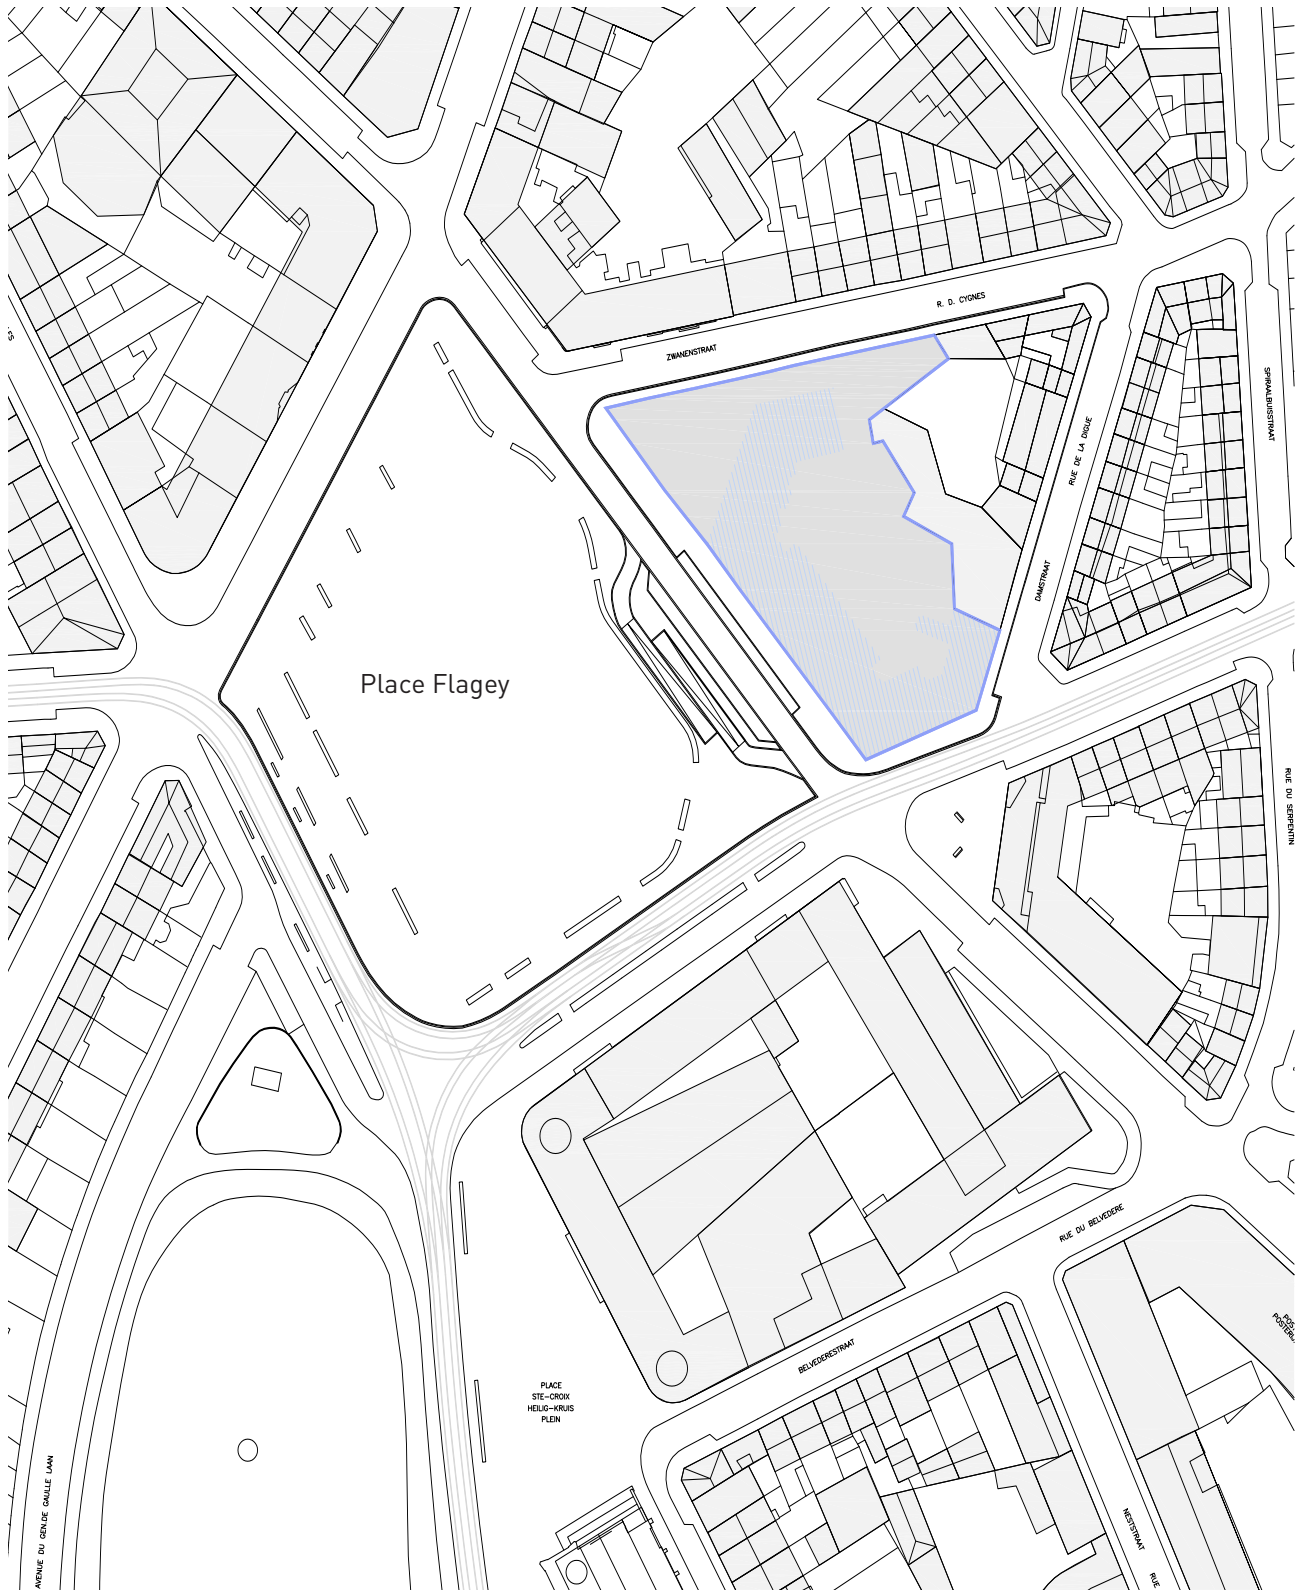 R. D. CYGNES
ZWANENSTRAAT
SPIRAALBUISSTRAAT
RUE DE LA DIGUE
DAMSTRAAT
Place Flagey
RUE DU SERPENTIN
RUE DU BELVEDERE
BELVEDERESTRAAT
PLACE
STE-CROIX
HEILIG-KRUIS
PLEIN
AVENUE DU GEN.DE GAULLE LAAN
NESTSTRAAT
RUE